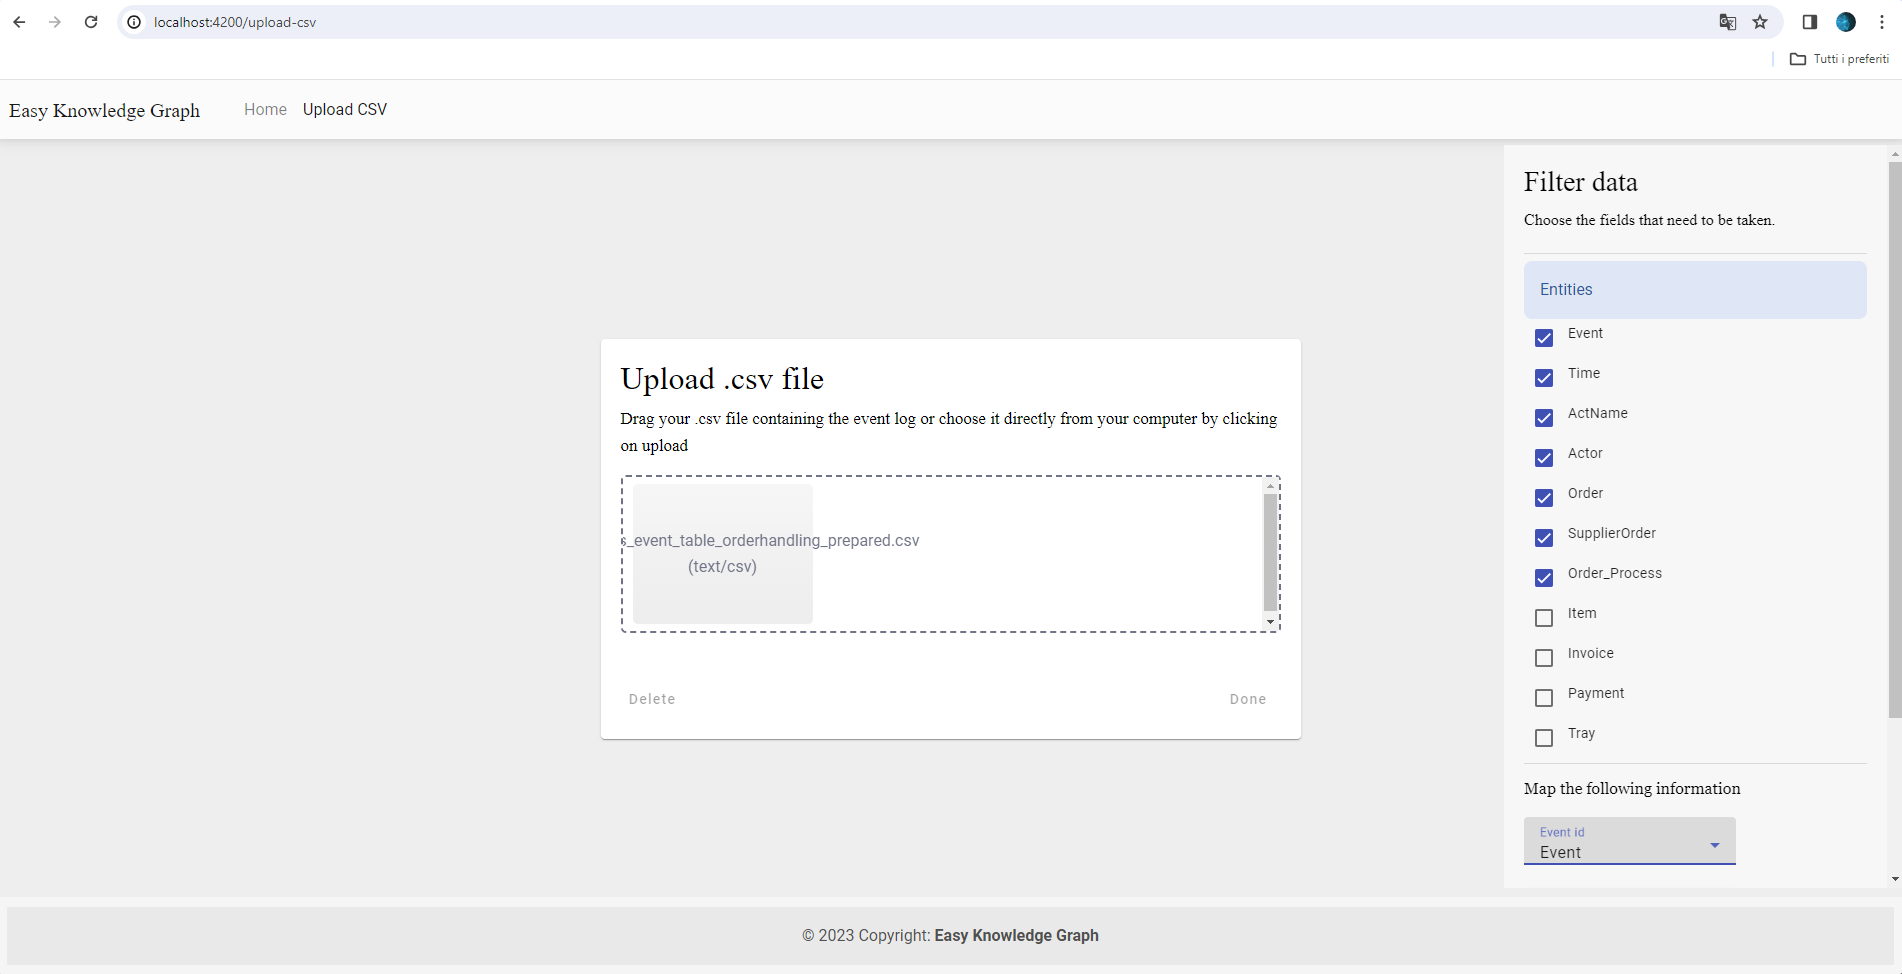 localhost:4200/upload-csv
Tutti i preferiti
Easy Knowledge Graph
Home
Upload CSV
Upload .csv file
Drag your .csv file containing the event log or choose it directly from your computer by clicking
on upload
s_event_table_orderhandling_prepared.csv
(text/csv)
Delete
Done
Filter data
Choose the fields that need to be taken.
Entities
Event
Time
ActName
Actor
Order
SupplierOrder
Order_Process
Item
Invoice
Payment
Tray
Map the following information
Event id
Event
© 2023 Copyright: Easy Knowledge Graph